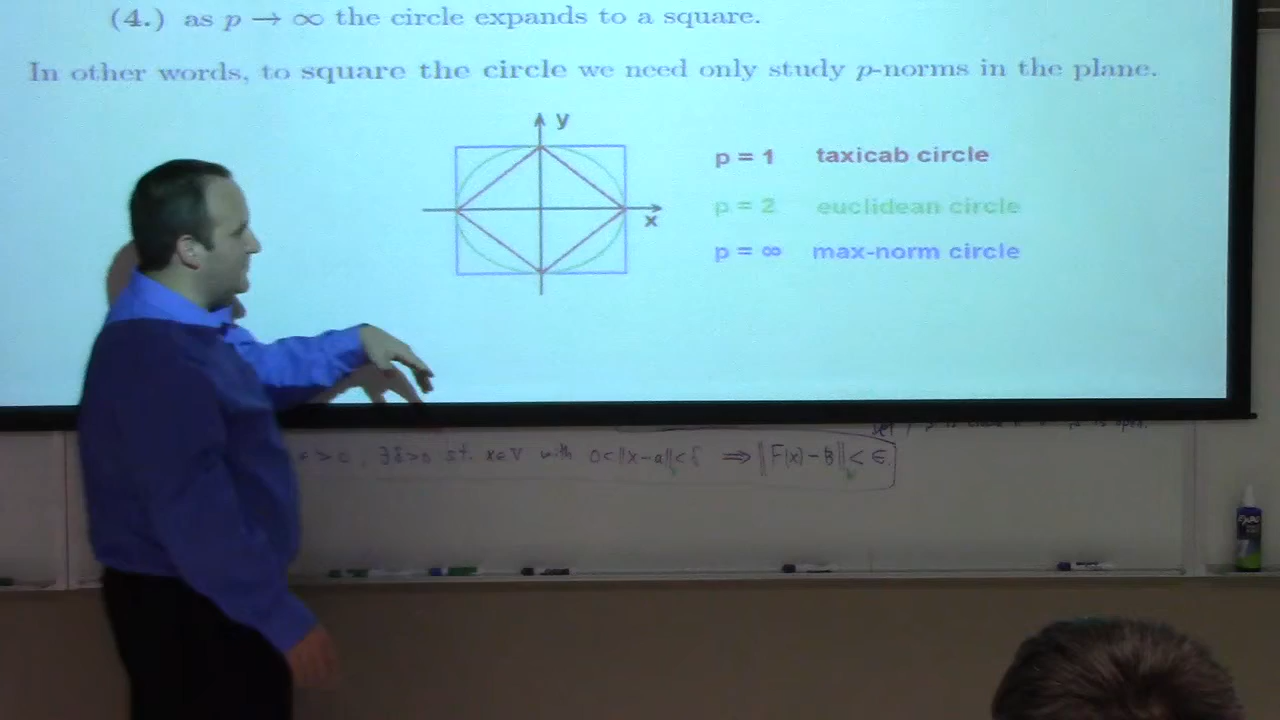 (4.) as p → ∞ the circle expands to a square.
In other words, to square the circle we need only study p-norms in the plane.
y
x
p = 1 taxicab circle
p = 2 euclidean circle
p = ∞ max-norm circle
> 0, ∃ δ>0 s.t. x∈V with 0<||x-a||<δ ⟹ ||F(x)-B|| < ε
EXPO